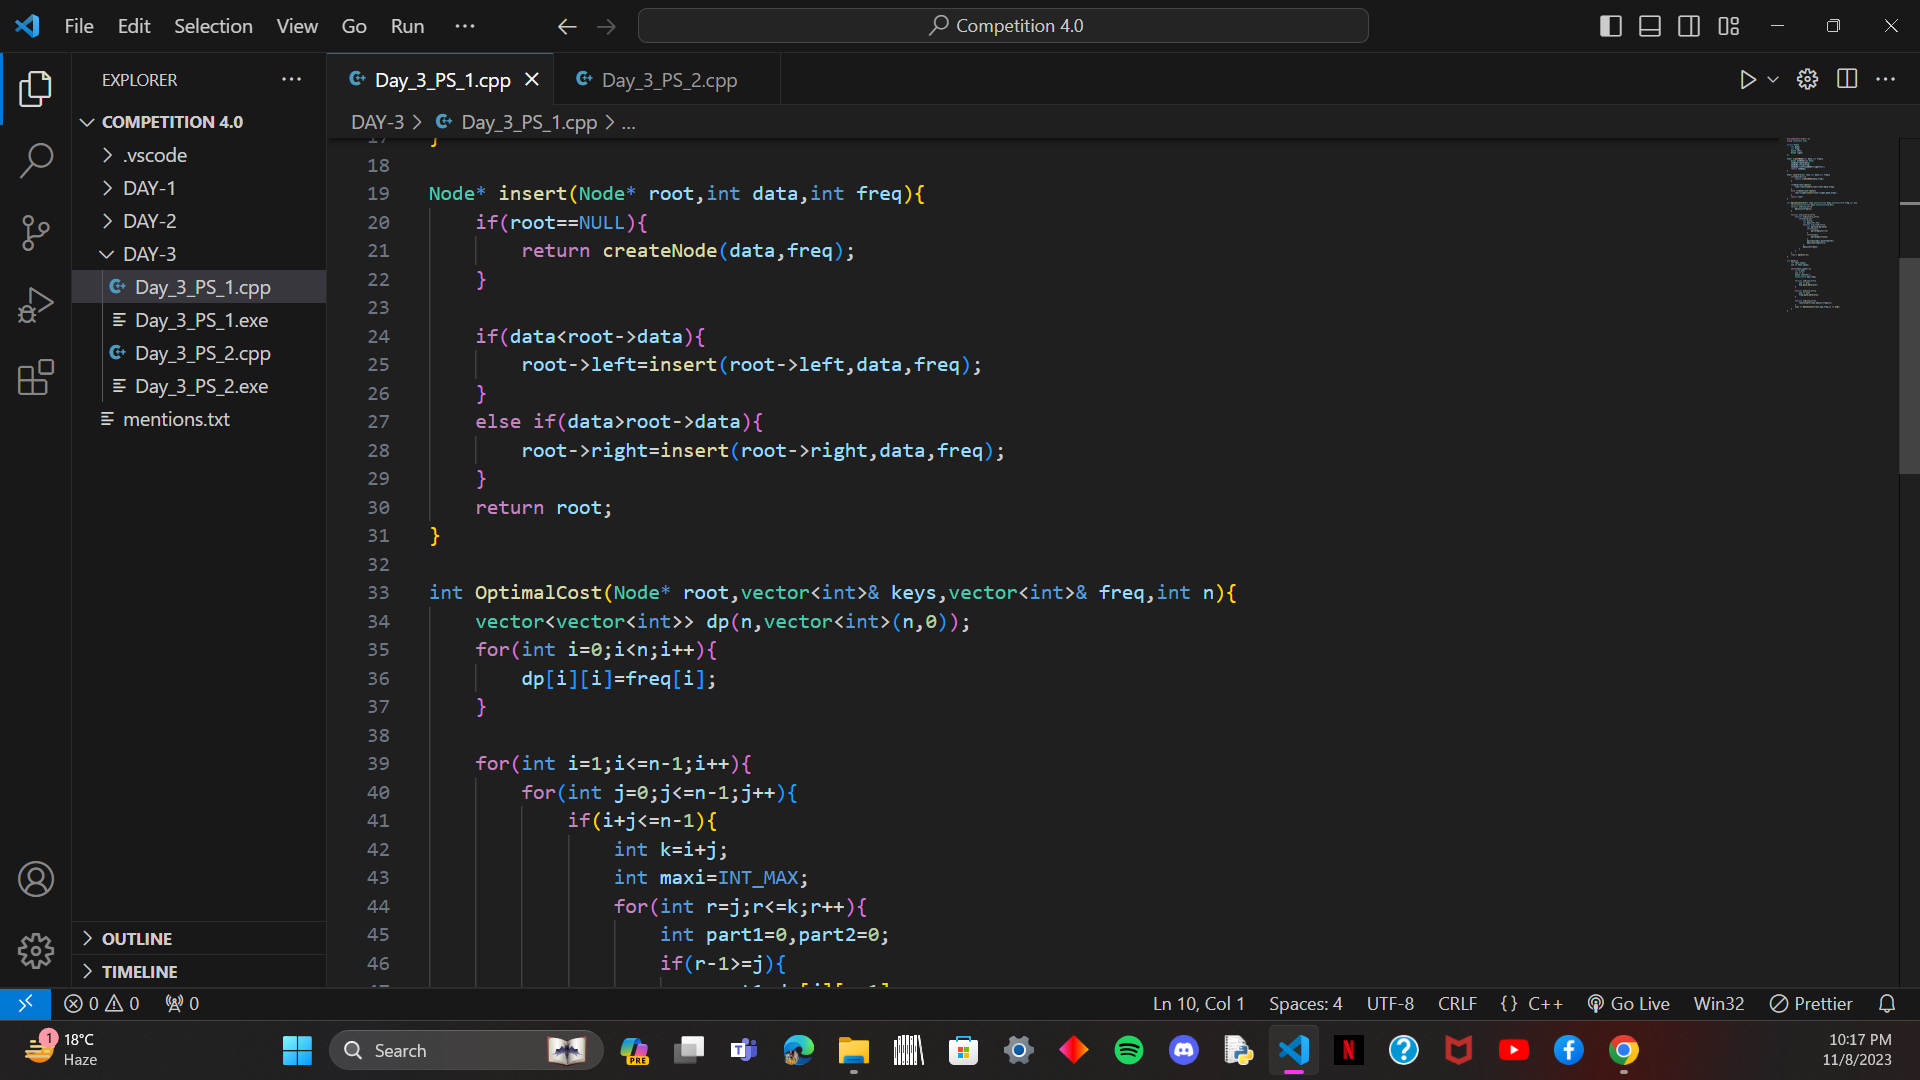 File Edit Selection View Go Run ...
Competition 4.0
EXPLORER
COMPETITION 4.0
.vscode
DAY-1
DAY-2
DAY-3
Day_3_PS_1.cpp
Day_3_PS_1.exe
Day_3_PS_2.cpp
Day_3_PS_2.exe
mentions.txt
OUTLINE
TIMELINE
Day_3_PS_1.cpp
Day_3_PS_2.cpp
DAY-3 > Day_3_PS_1.cpp > ...
17 }
18
19 Node* insert(Node* root,int data,int freq){
20     if(root==NULL){
21         return createNode(data,freq);
22     }
23
24     if(data<root->data){
25         root->left=insert(root->left,data,freq);
26     }
27     else if(data>root->data){
28         root->right=insert(root->right,data,freq);
29     }
30     return root;
31 }
32
33 int OptimalCost(Node* root,vector<int>& keys,vector<int>& freq,int n){
34     vector<vector<int>> dp(n,vector<int>(n,0));
35     for(int i=0;i<n;i++){
36         dp[i][i]=freq[i];
37     }
38
39     for(int i=1;i<=n-1;i++){
40         for(int j=0;j<=n-1;j++){
41             if(i+j<=n-1){
42                 int k=i+j;
43                 int maxi=INT_MAX;
44                 for(int r=j;r<=k;r++){
45                     int part1=0,part2=0;
46                     if(r-1>=j){
0 0 0
Ln 10, Col 1 Spaces: 4 UTF-8 CRLF {} C++ Go Live Win32 Prettier
1 18°C
Haze
Search
PRE
10:17 PM
11/8/2023